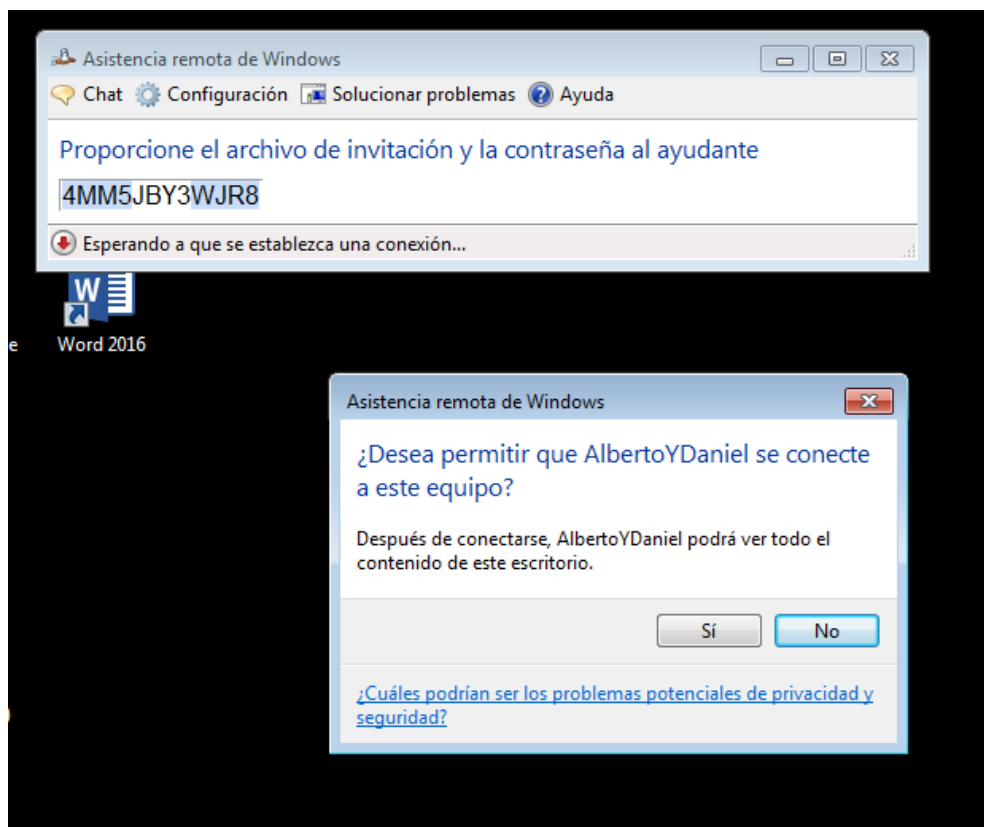 Asistencia remota de Windows
Chat Configuración Solucionar problemas Ayuda
Proporcione el archivo de invitación y la contraseña al ayudante
4MM5JBY3WJR8
Esperando a que se establezca una conexión...
W
e Word 2016
Asistencia remota de Windows
¿Desea permitir que AlbertoYDaniel se conecte
a este equipo?
Después de conectarse, AlbertoYDaniel podrá ver todo el
contenido de este escritorio.
Sí No
¿Cuáles podrían ser los problemas potenciales de privacidad y
seguridad?